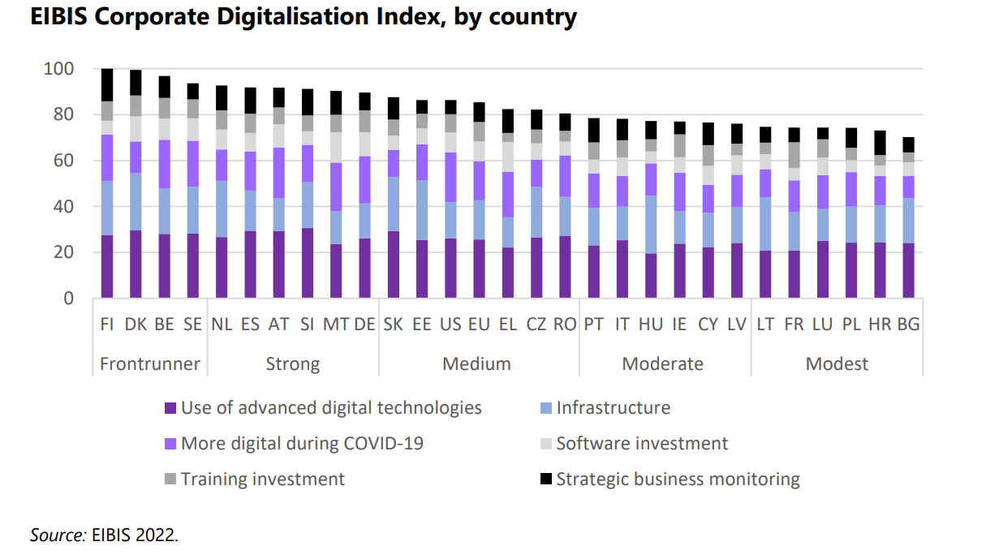 EIBIS Corporate Digitalisation Index, by country
100
80
60
40
20
0
FI DK BE SE NL ES AT SI MT DE SK EE US EU EL CZ RO PT IT HU IE CY LV LT FR LU PL HR BG
Frontrunner Strong Medium Moderate Modest
Use of advanced digital technologies Infrastructure
More digital during COVID-19 Software investment
Training investment Strategic business monitoring
Source: EIBIS 2022.